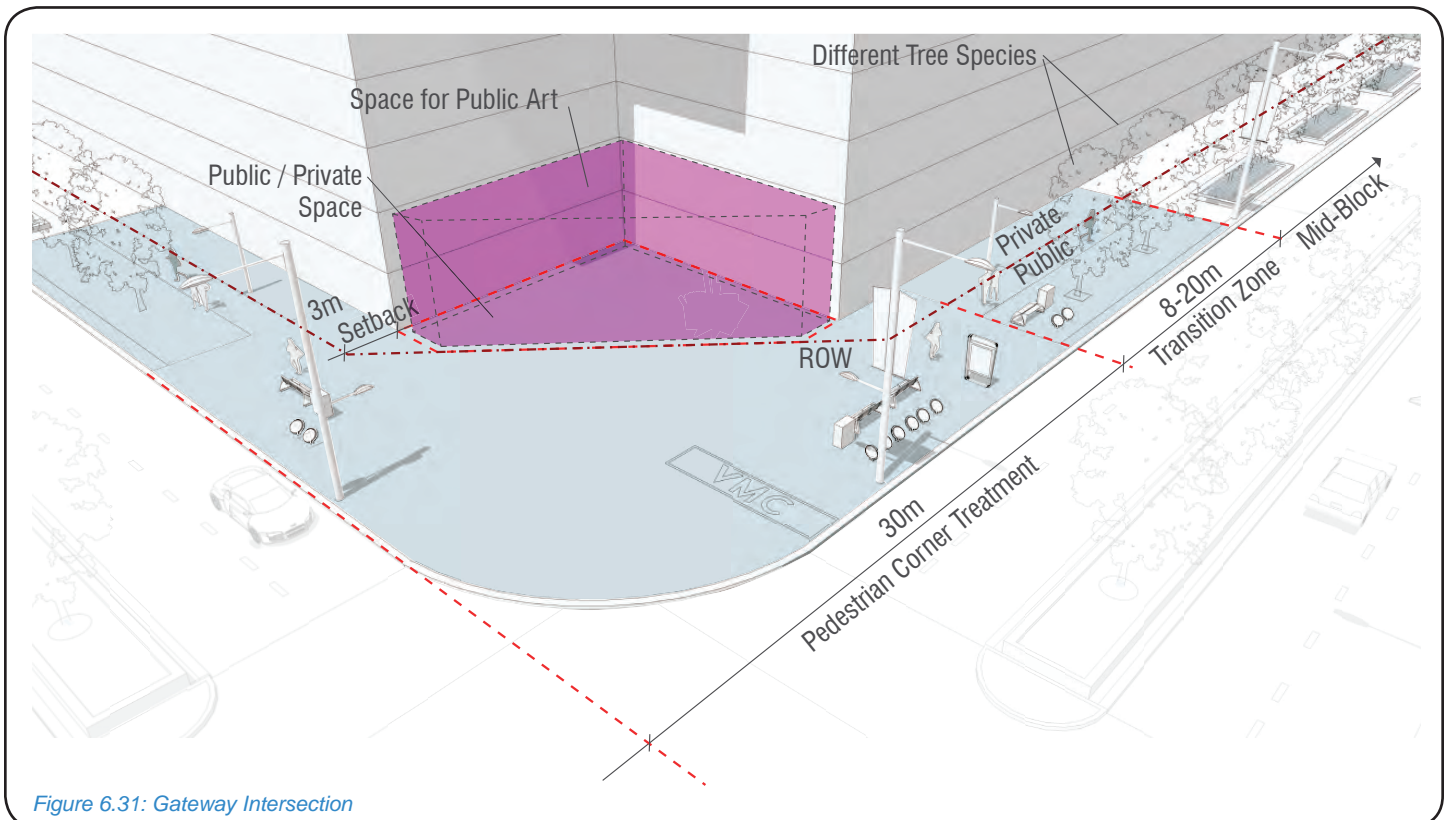 Different Tree Species
Space for Public Art
Public / Private
Space
3m
Setback
ROW
Private
Public
Mid-Block
8-20m
Transition Zone
VMC
30m
Pedestrian Corner Treatment
Figure 6.31: Gateway Intersection